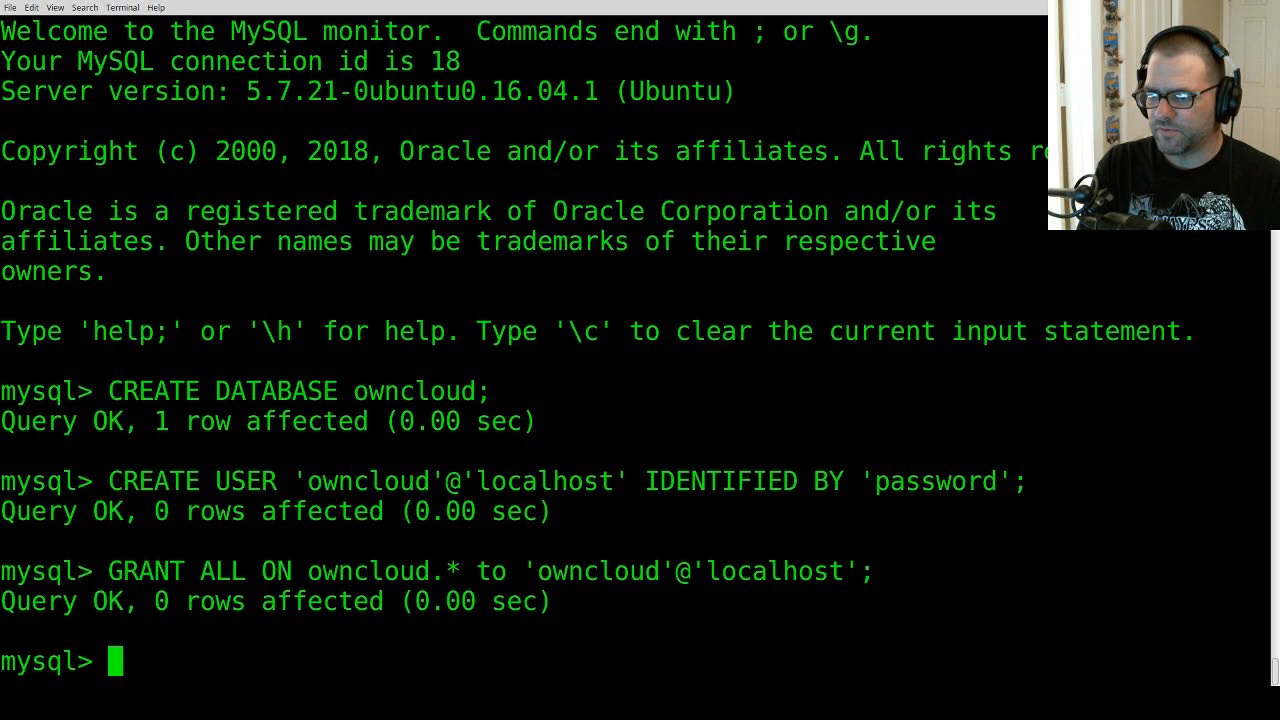 File Edit View Search Terminal Help
Welcome to the MySQL monitor.  Commands end with ; or \g.
Your MySQL connection id is 18
Server version: 5.7.21-0ubuntu0.16.04.1 (Ubuntu)
Copyright (c) 2000, 2018, Oracle and/or its affiliates. All rights
Oracle is a registered trademark of Oracle Corporation and/or its
affiliates. Other names may be trademarks of their respective
owners.
Type 'help;' or '\h' for help. Type '\c' to clear the current input statement.
mysql> CREATE DATABASE owncloud;
Query OK, 1 row affected (0.00 sec)
mysql> CREATE USER 'owncloud'@'localhost' IDENTIFIED BY 'password';
Query OK, 0 rows affected (0.00 sec)
mysql> GRANT ALL ON owncloud.* to 'owncloud'@'localhost';
Query OK, 0 rows affected (0.00 sec)
mysql>